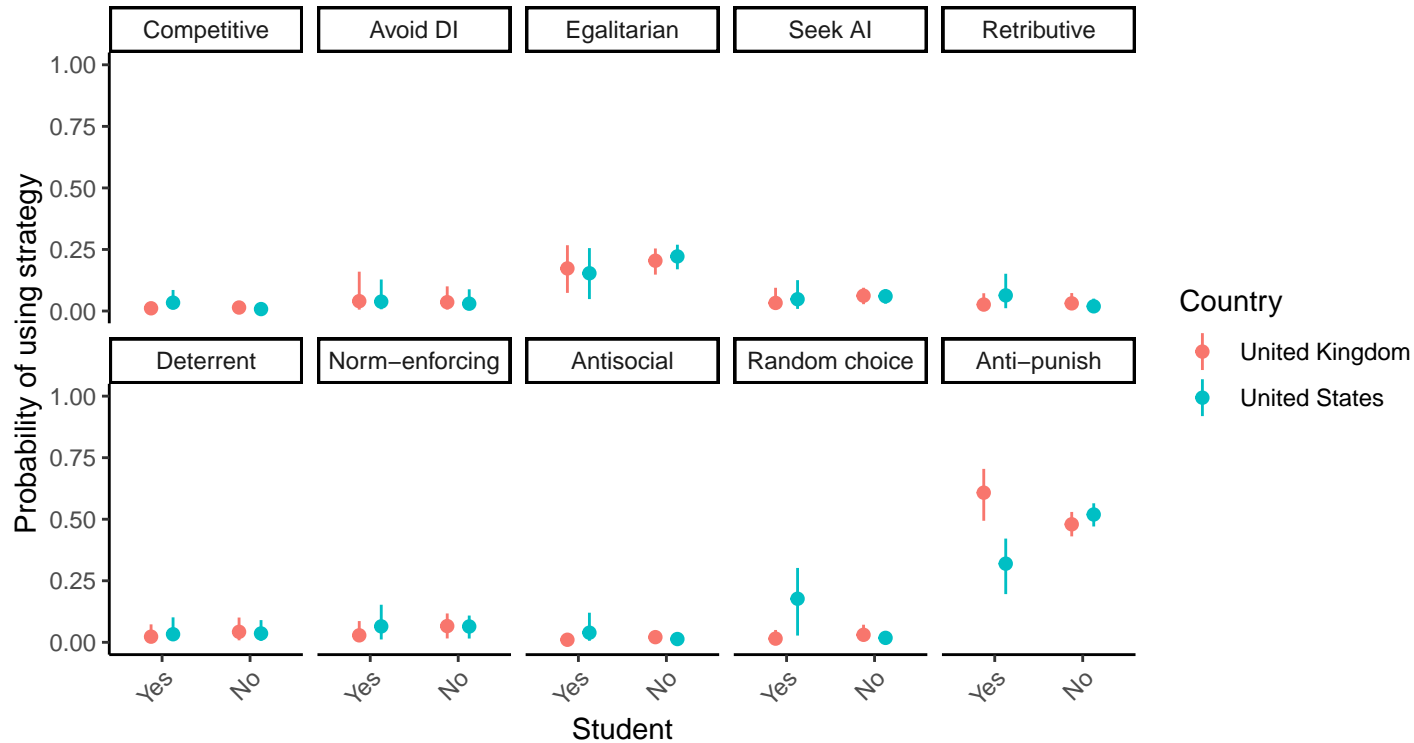 Competitive Avoid DI Egalitarian Seek AI Retributive
1.00
0.75
0.50
0.25
0.00
Deterrent Norm−enforcing Antisocial Random choice Anti−punish
1.00
0.75
0.50
0.25
0.00
Yes No Yes No Yes No Yes No Yes No
Student
Probability of using strategy
Country
United Kingdom
United States